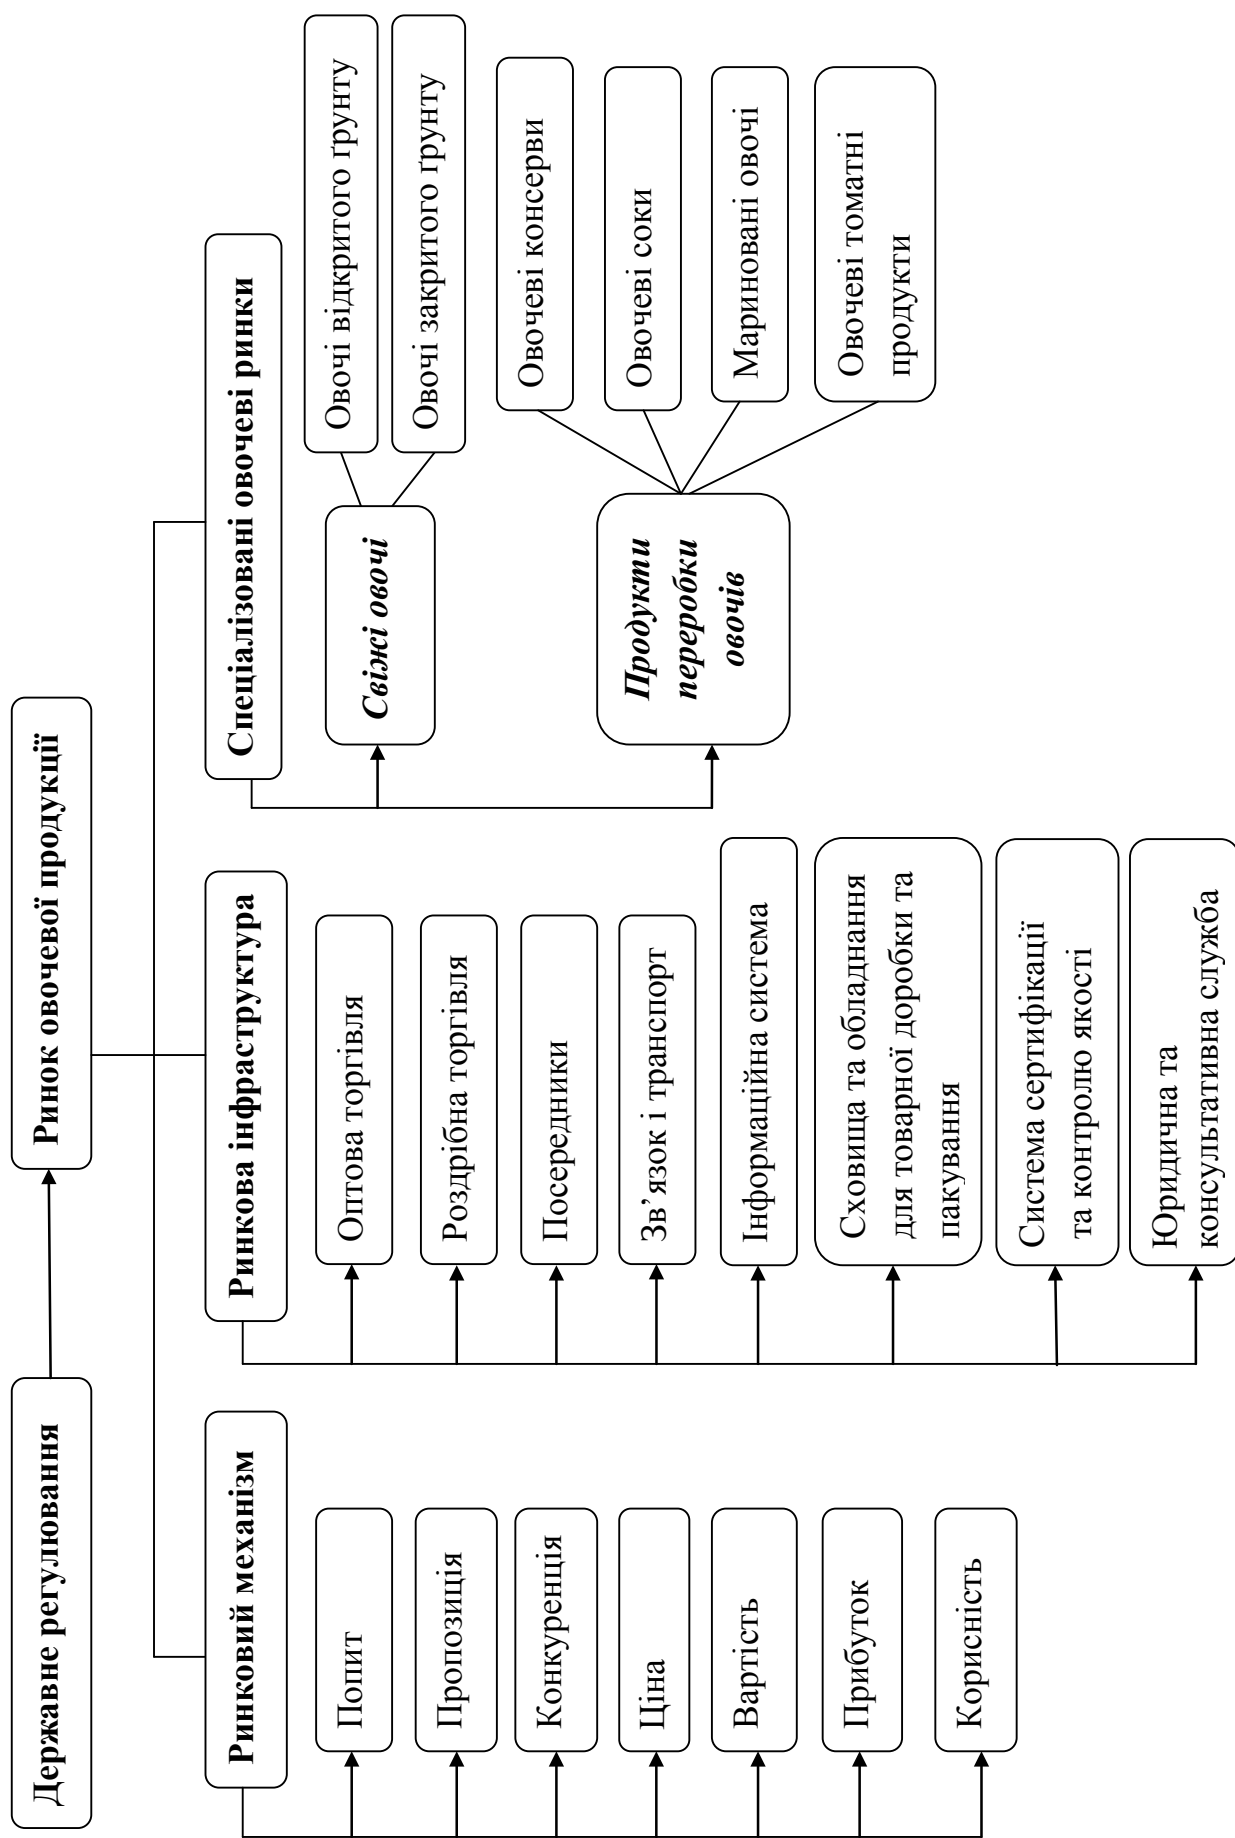 Державне регулювання
Ринок овочевої продукції
Ринковий механізм
Попит
Пропозиція
Конкуренція
Ціна
Вартість
Прибуток
Корисність
Ринкова інфраструктура
Оптова торгівля
Роздрібна торгівля
Посередники
Зв’язок і транспорт
Інформаційна система
Сховища та обладнання
для товарної доробки та
пакування
Система сертифікації
та контролю якості
Юридична та
консультативна служба
Спеціалізовані овочеві ринки
Свіжі овочі
Овочі відкритого ґрунту
Овочі закритого ґрунту
Продукти
переробки
овочів
Овочеві консерви
Овочеві соки
Мариновані овочі
Овочеві томатні
продукти